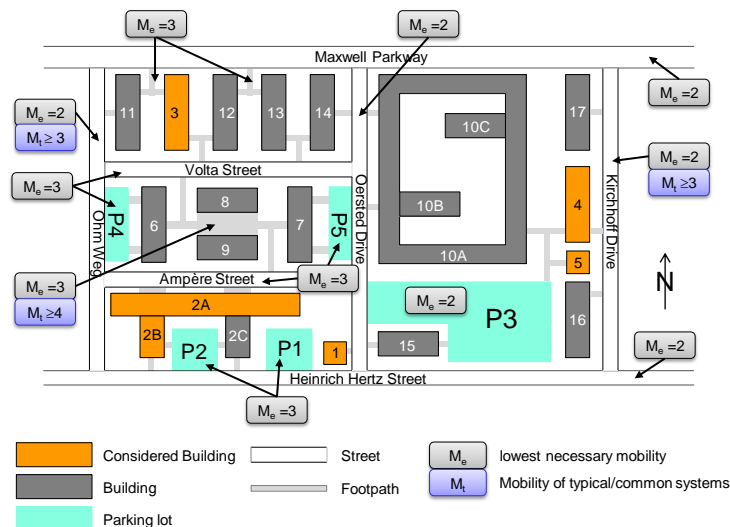 Mₑ =3
Mₑ =2
Maxwell Parkway
Mₑ =2
11
3
12
13
14
17
10C
Mₑ =2
Mₜ ≥ 3
Mₑ =2
Mₜ ≥3
Volta Street
Mₑ =3
P4
Ohm Weg
6
8
9
7
P5
Oersted Drive
10B
10A
4
5
Kirchhoff Drive
N
Ampère Street
Mₑ =3
Mₑ =3
Mₜ ≥4
Mₑ =2
2A
2B
2C
P2
P1
1
15
P3
16
Mₑ =2
Heinrich Hertz Street
Mₑ =3
Considered Building
Street
Mₑ lowest necessary mobility
Building
Footpath
Mₜ Mobility of typical/common systems
Parking lot